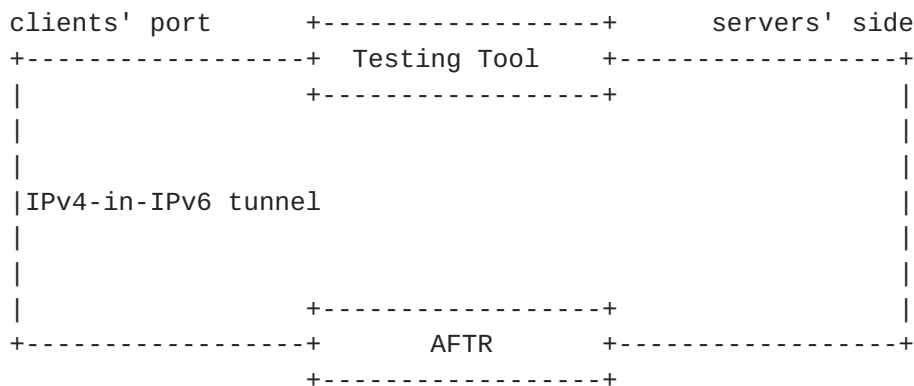 clients' port      +------------------+      servers' side
+------------------+  Testing Tool    +------------------+
|                  +------------------+                  |
|                                                        |
|                                                        |
|IPv4-in-IPv6 tunnel                                     |
|                                                        |
|                                                        |
|                  +------------------+                  |
+------------------+       AFTR       +------------------+
                   +------------------+